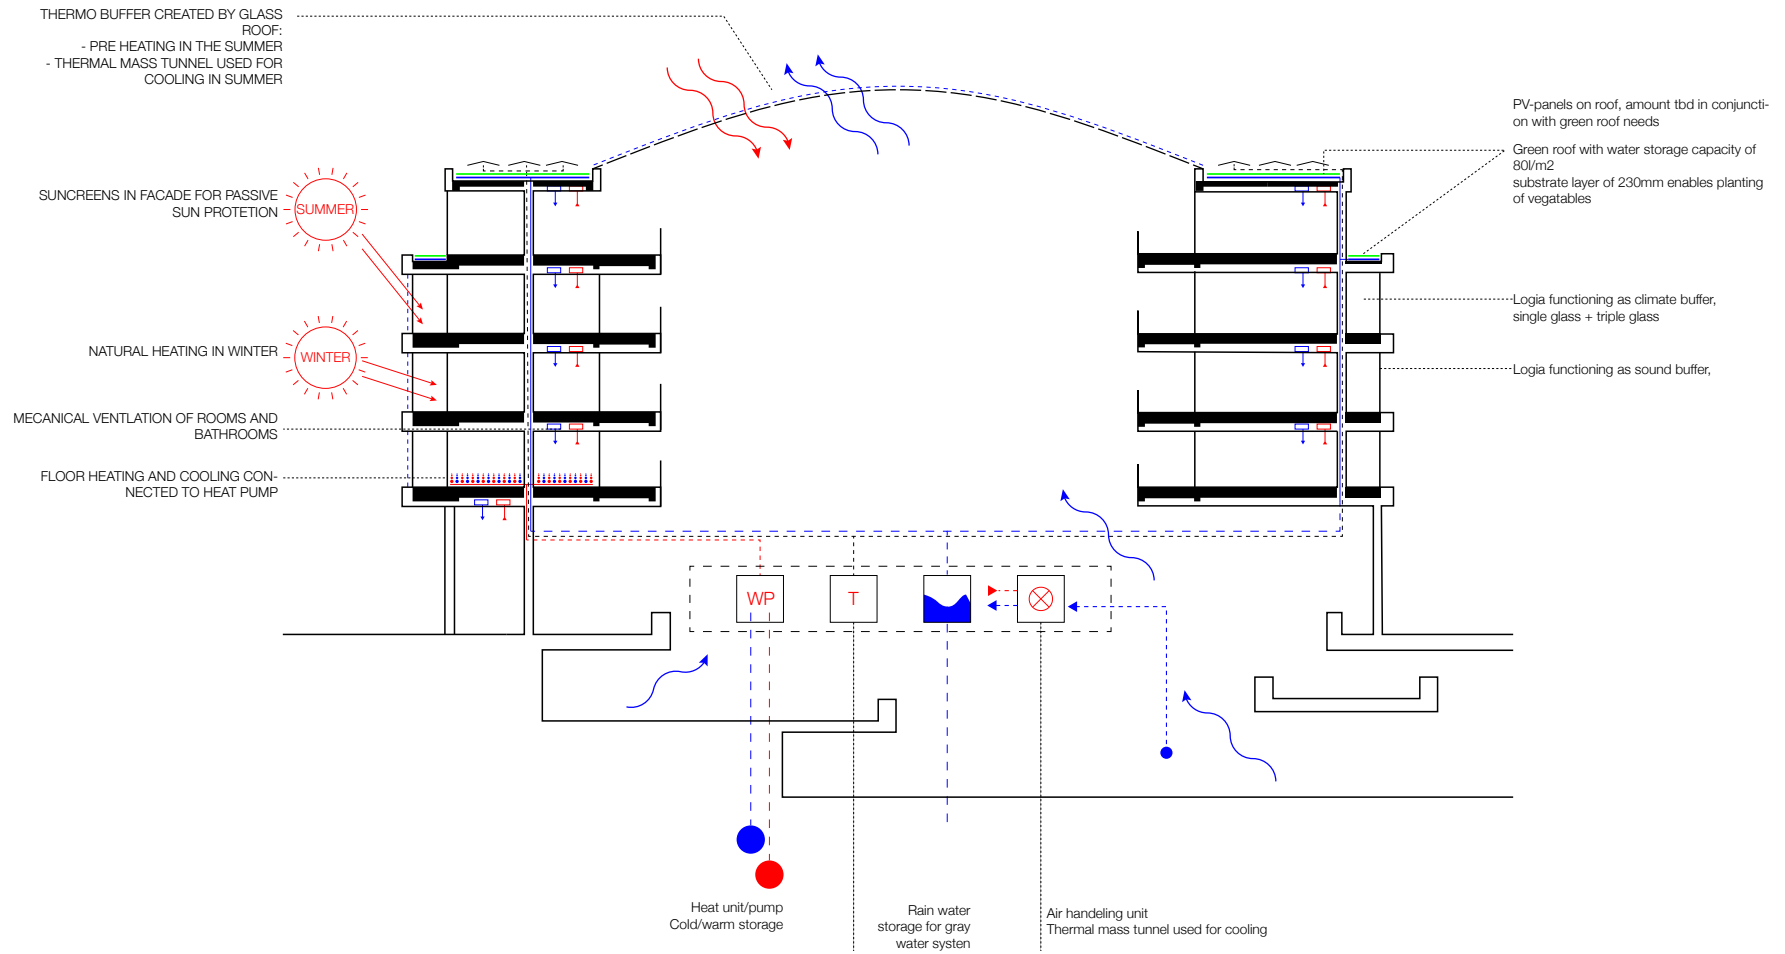 THERMO BUFFER CREATED BY GLASS
ROOF:
- PRE HEATING IN THE SUMMER
- THERMAL MASS TUNNEL USED FOR
COOLING IN SUMMER
SUNCREENS IN FACADE FOR PASSIVE
SUN PROTETION
SUMMER
NATURAL HEATING IN WINTER
WINTER
MECANICAL VENTLATION OF ROOMS AND
BATHROOMS
FLOOR HEATING AND COOLING CON-
NECTED TO HEAT PUMP
PV-panels on roof, amount tbd in conjuncti-
on with green roof needs
Green roof with water storage capacity of
80l/m2
substrate layer of 230mm enables planting
of vegatables
Logia functioning as climate buffer,
single glass + triple glass
Logia functioning as sound buffer,
WP
T
Heat unit/pump
Cold/warm storage
Rain water
storage for gray
water systen
Air handeling unit
Thermal mass tunnel used for cooling